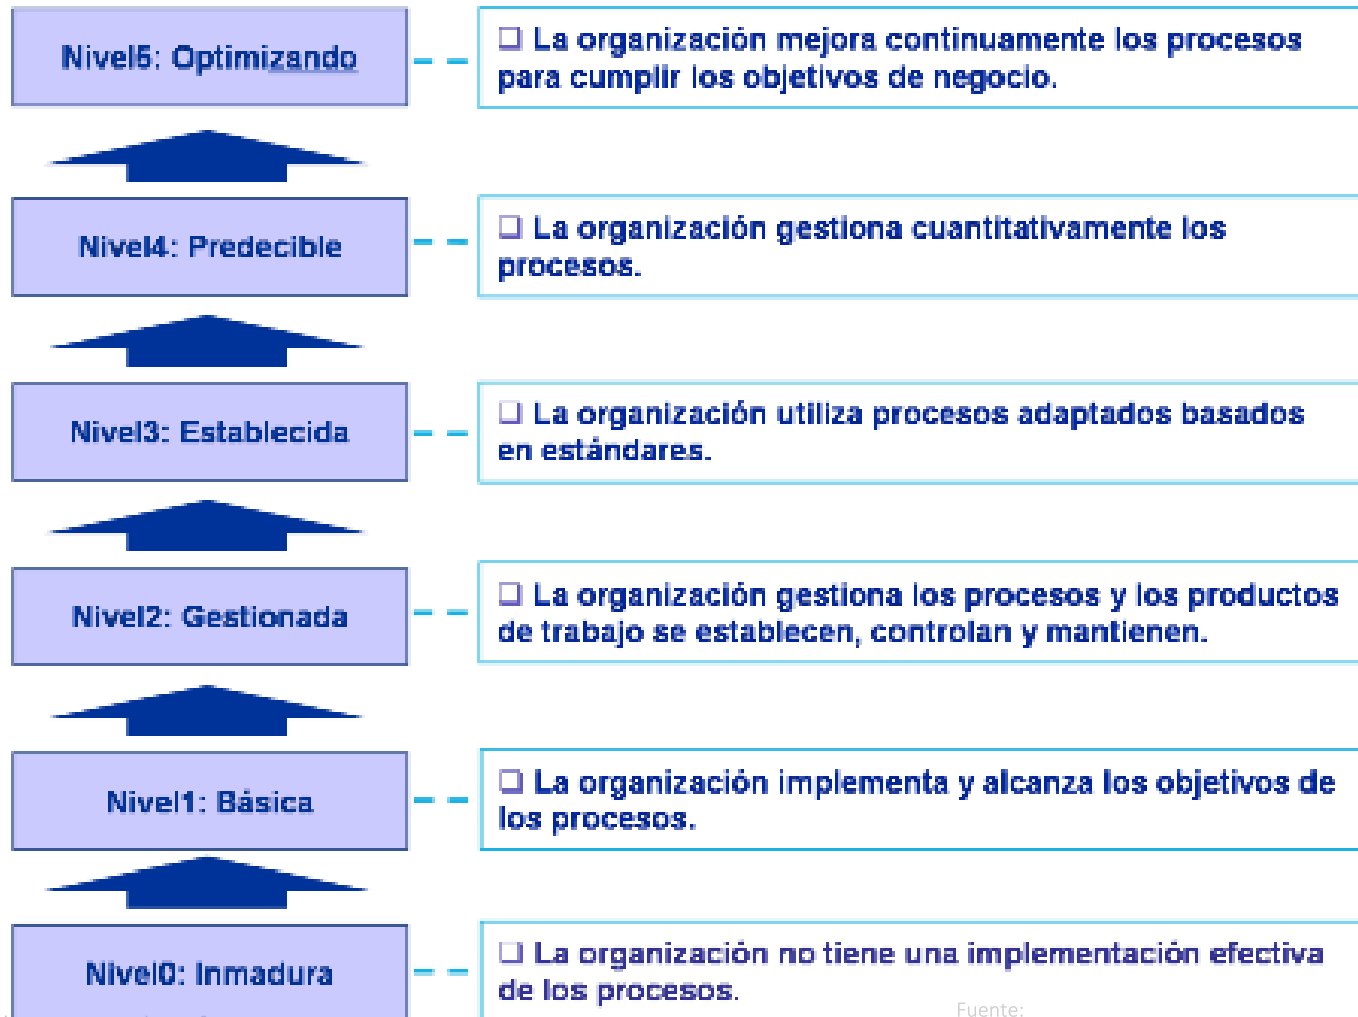 Nivel5: Optimizando
La organización mejora continuamente los procesos
para cumplir los objetivos de negocio.
Nivel4: Predecible
La organización gestiona cuantitativamente los
procesos.
Nivel3: Establecida
La organización utiliza procesos adaptados basados
en estándares.
Nivel2: Gestionada
La organización gestiona los procesos y los productos
de trabajo se establecen, controlan y mantienen.
Nivel1: Básica
La organización implementa y alcanza los objetivos de
los procesos.
Nivel0: Inmadura
La organización no tiene una implementación efectiva
de los procesos.
Fuente: